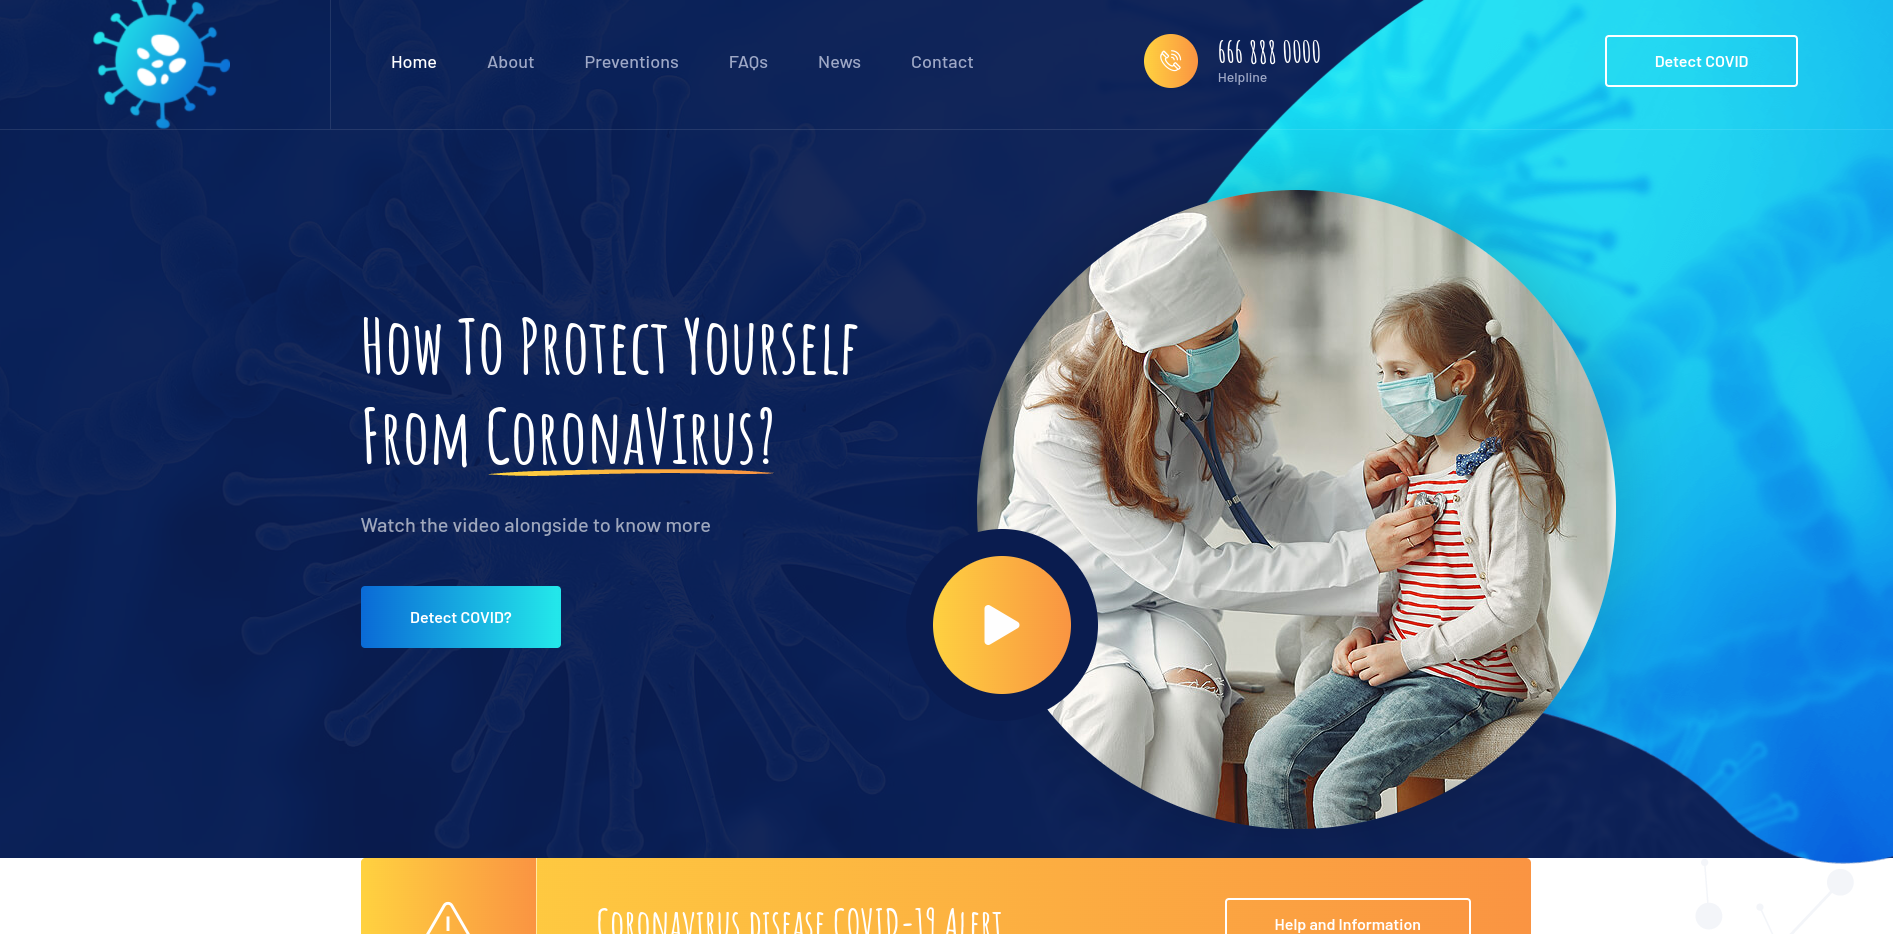 Home About Preventions FAQs News Contact
666 888 0000
Helpline
Detect COVID
How To Protect Yourself
From CoronaVirus?
Watch the video alongside to know more
Detect COVID?
Coronavirus disease COVID-19 Alert
Help and Information